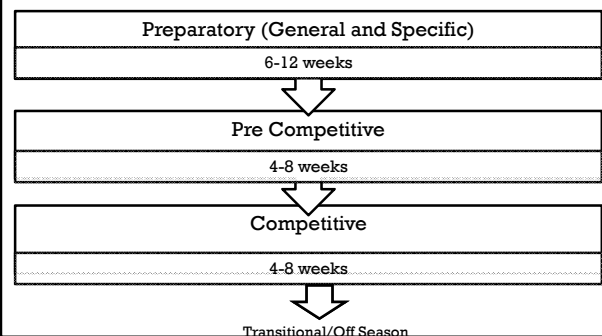 Preparatory (General and Specific)
6-12 weeks
Pre Competitive
4-8 weeks
Competitive
4-8 weeks
Transitional/Off Season